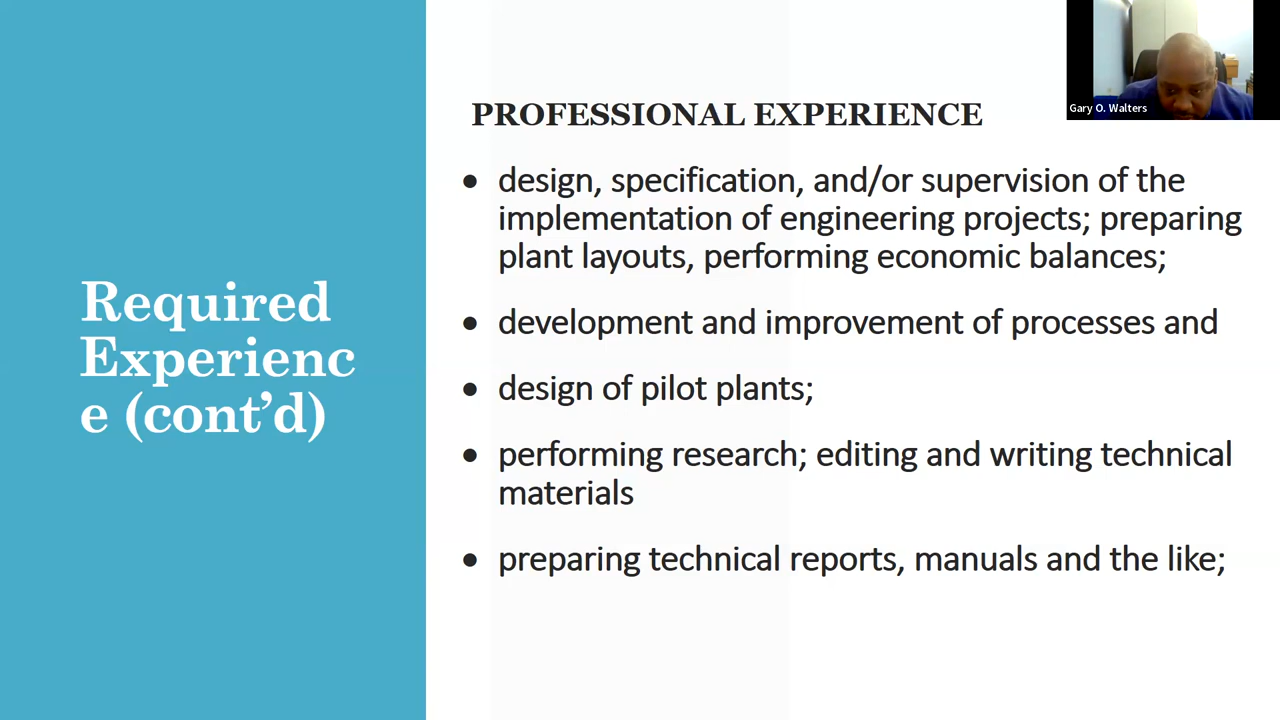 Gary O. Walters
PROFESSIONAL EXPERIENCE
• design, specification, and/or supervision of the
implementation of engineering projects; preparing
plant layouts, performing economic balances;
• development and improvement of processes and
• design of pilot plants;
• performing research; editing and writing technical
materials
• preparing technical reports, manuals and the like;
Required
Experienc
e (cont’d)